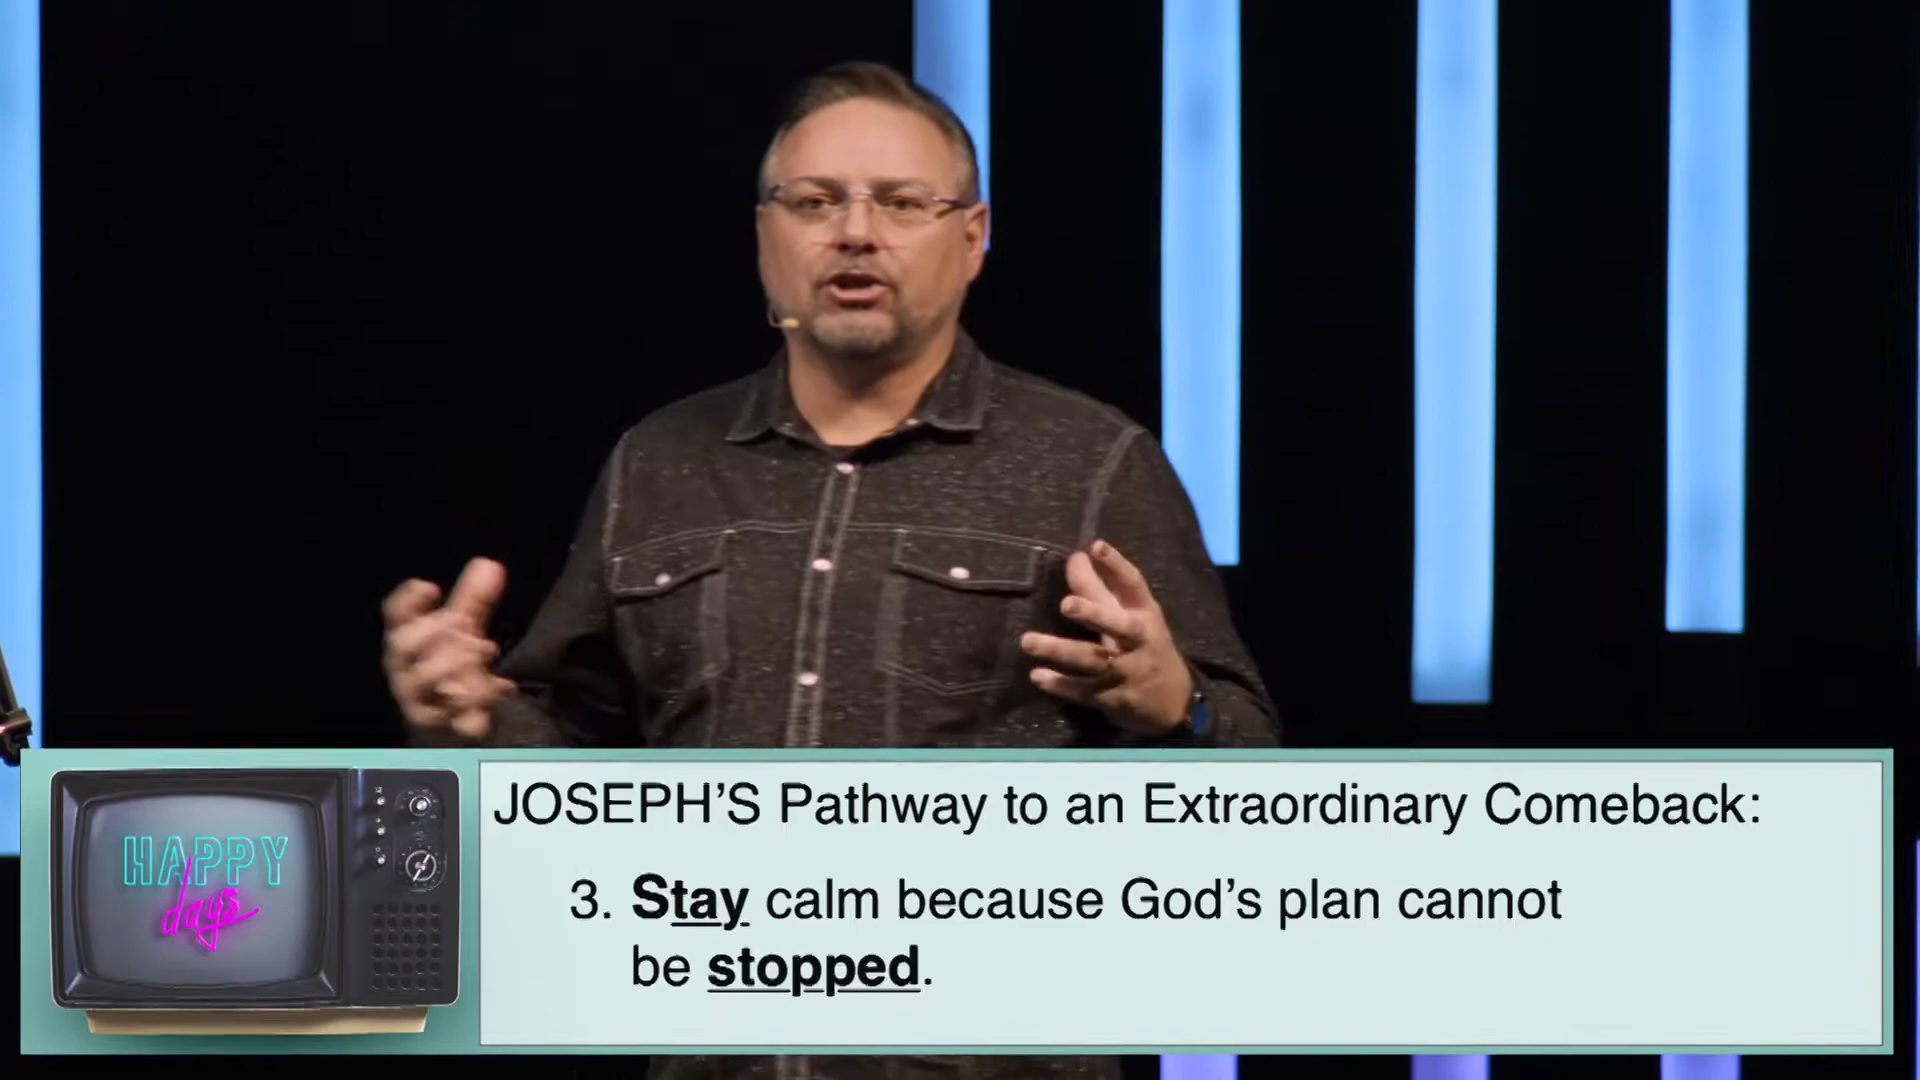 JOSEPH’S Pathway to an Extraordinary Comeback:
3. Stay calm because God’s plan cannot
be stopped.
HAPPY
days